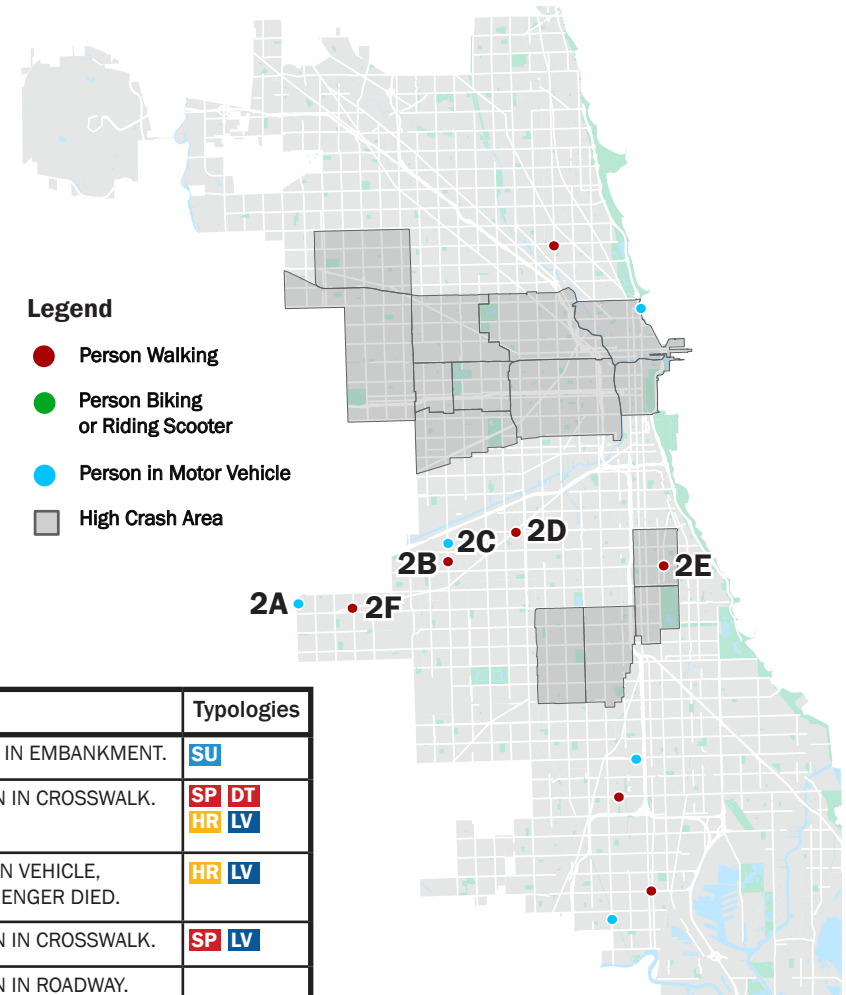 Legend
Person Walking
Person Biking
or Riding Scooter
Person in Motor Vehicle
High Crash Area
2C
2D
2B
2E
2A
2F
Typologies
IN EMBANKMENT.
SU
N IN CROSSWALK.
SP DT
HR LV
N VEHICLE,
ENGER DIED.
HR LV
N IN CROSSWALK.
SP LV
N IN ROADWAY.